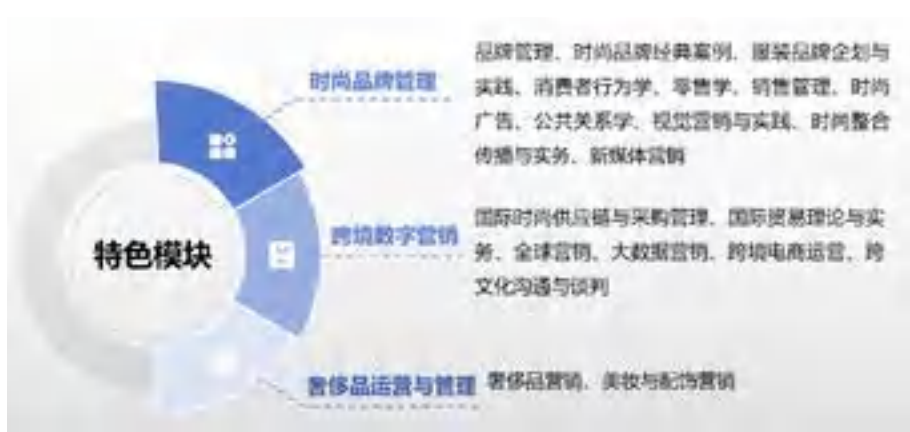 特色模块
时尚品牌管理
品牌管理、时尚品牌经典案例、服装品牌企划与
实践、消费者行为学、零售学、销售管理、时尚
广告、公共关系学、视觉营销与实践、时尚整合
传播与实务、新媒体营销
跨境数字营销
国际时尚供应链与采购管理、国际贸易理论与实
务、全球营销、大数据营销、跨境电商运营、跨
文化沟通与谈判
奢侈品运营与管理
奢侈品营销、美妆与配饰营销